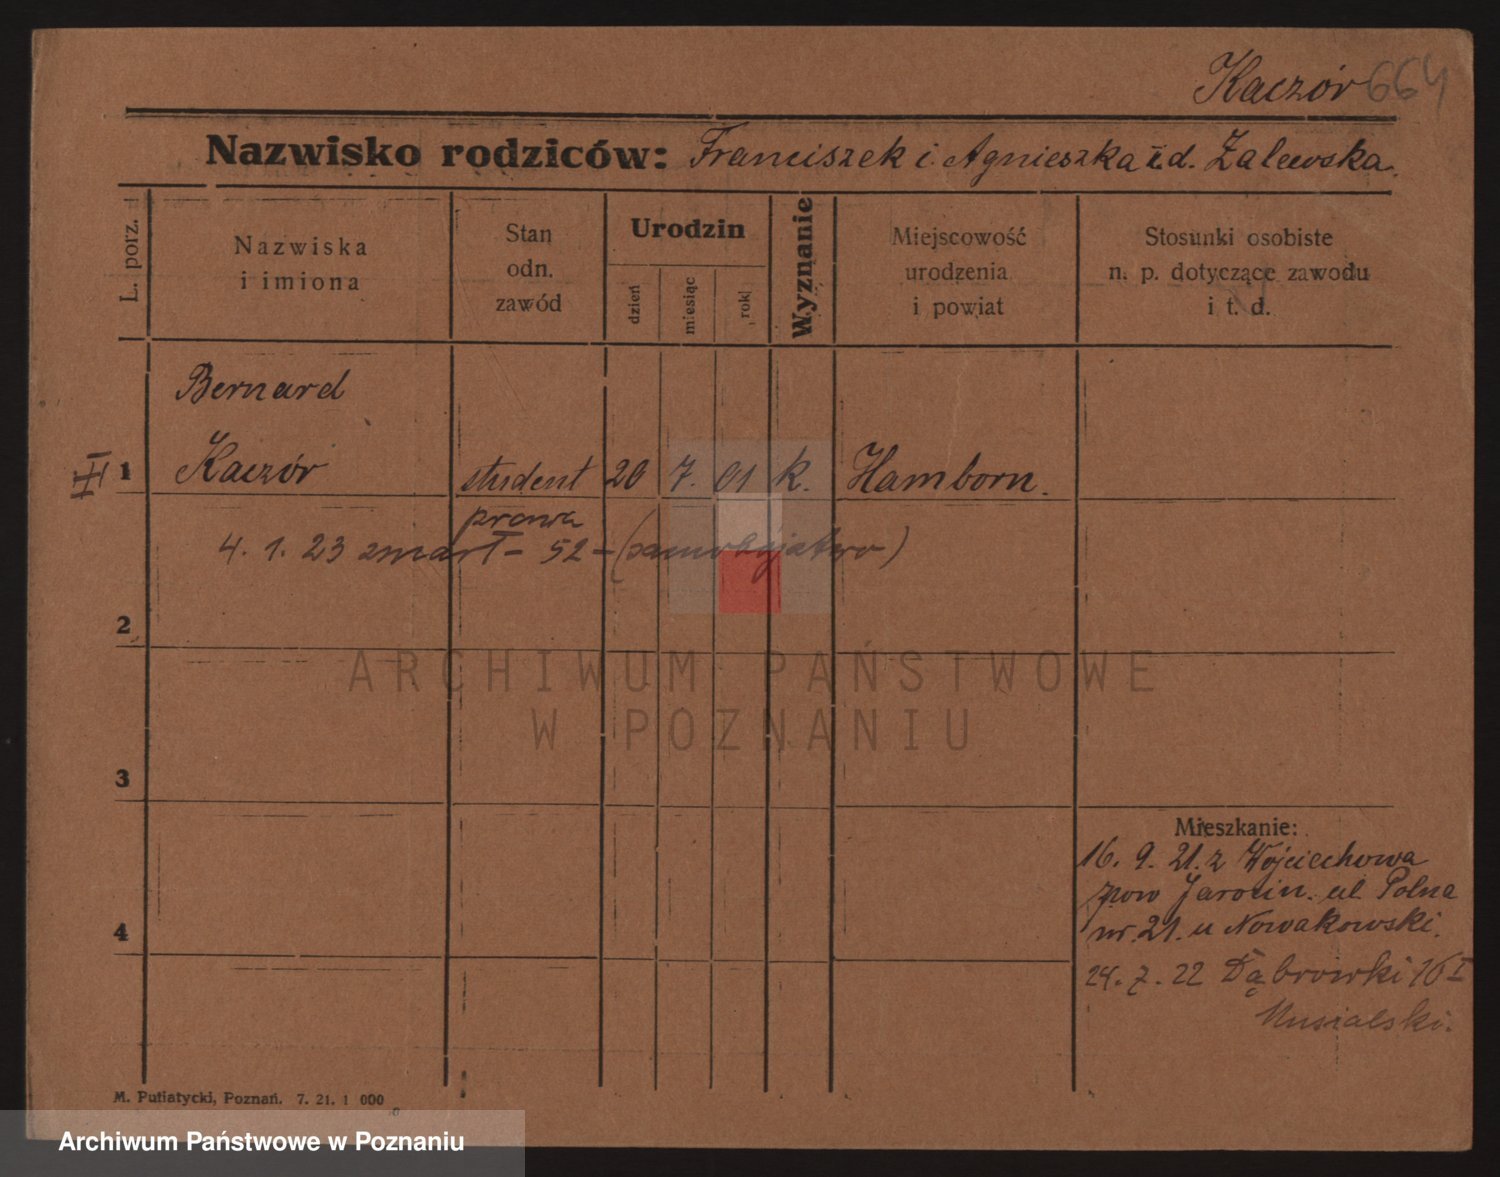 Kaczór 664
Nazwisko rodziców: Franciszek i Agnieszka z d. Zalewska.
L. porz.
Nazwiska
i imiona
Stan
odn.
zawód
Urodzin
dzień
miesiąc
rok
Wyznanie
Miejscowość
urodzenia
i powiat
Stosunki osobiste
n. p. dotyczące zawodu
i t. d.
Bernard
II 1 Kaczór student 20 7. 01 k. Hamborn.
prawa
4. 1. 23 zmarł – 52 – (samobójstwo)
2
ARCHIWUM PAŃSTWOWE
W POZNANIU
3
Mieszkanie:
16. 9. 21. z Wojciechowa
pow Jarocin. ul Polna
4
nr. 21. u Nowakowski.
24. 7. 22 Dąbrowki 16 I
Musialski.
M. Putiatycki, Poznań. 7. 21. 1 000
Archiwum Państwowe w Poznaniu